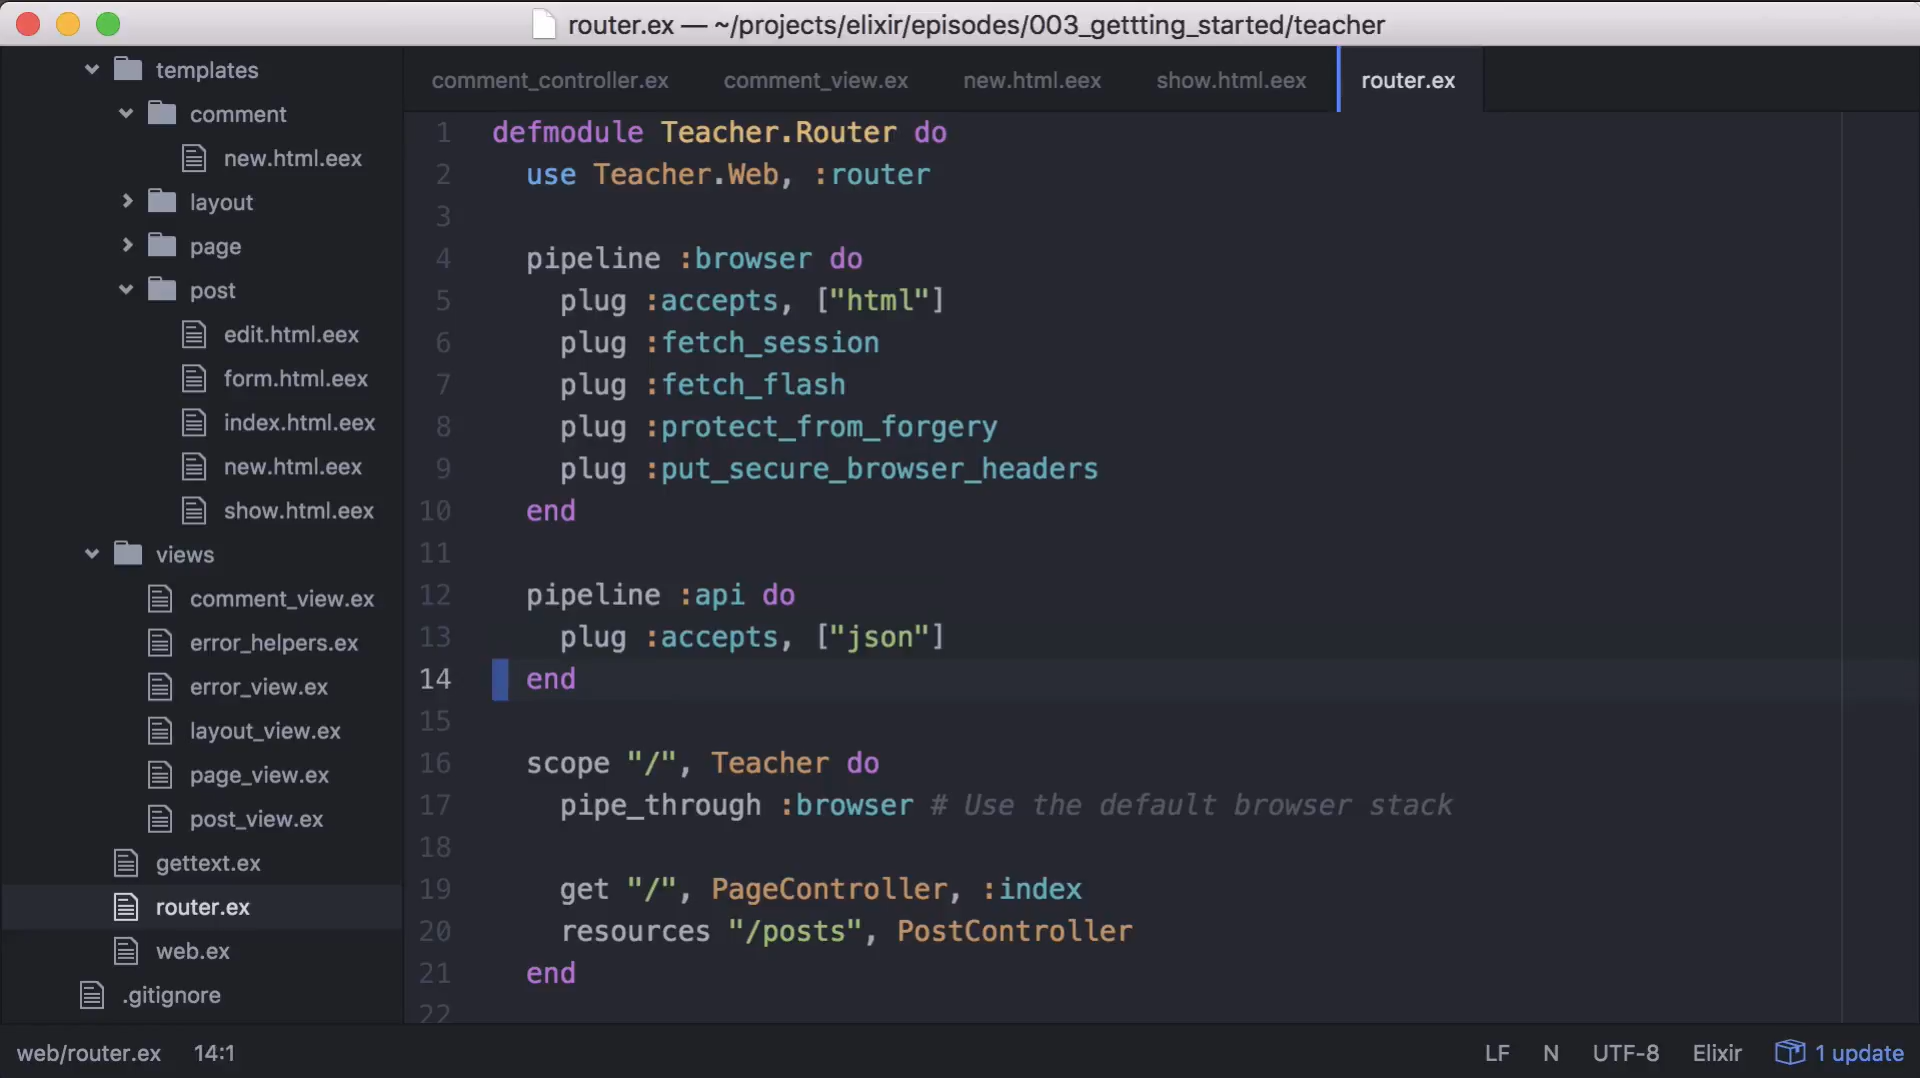 router.ex — ~/projects/elixir/episodes/003_gettting_started/teacher
templates
comment
new.html.eex
layout
page
post
edit.html.eex
form.html.eex
index.html.eex
new.html.eex
show.html.eex
views
comment_view.ex
error_helpers.ex
error_view.ex
layout_view.ex
page_view.ex
post_view.ex
gettext.ex
router.ex
web.ex
.gitignore
comment_controller.ex comment_view.ex new.html.eex show.html.eex router.ex
1 defmodule Teacher.Router do
2   use Teacher.Web, :router
3
4   pipeline :browser do
5     plug :accepts, ["html"]
6     plug :fetch_session
7     plug :fetch_flash
8     plug :protect_from_forgery
9     plug :put_secure_browser_headers
10   end
11
12   pipeline :api do
13     plug :accepts, ["json"]
14   end
15
16   scope "/", Teacher do
17     pipe_through :browser # Use the default browser stack
18
19     get "/", PageController, :index
20     resources "/posts", PostController
21   end
22
web/router.ex 14:1 LF N UTF-8 Elixir 1 update